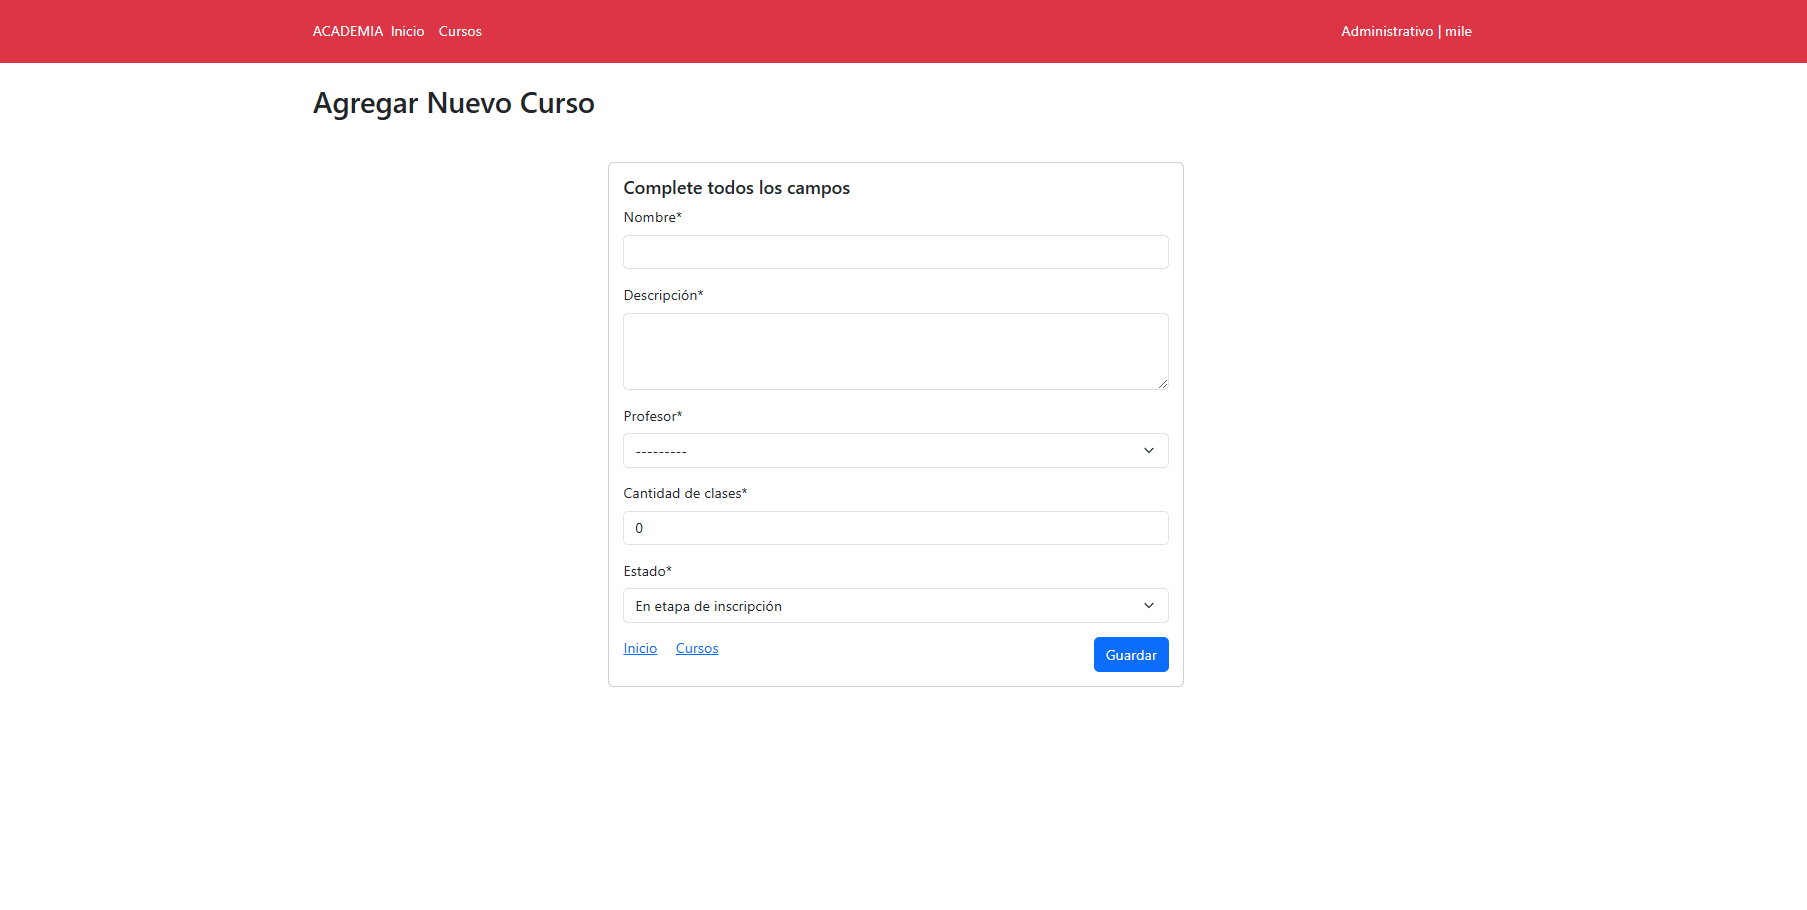 ACADEMIA Inicio Cursos Administrativo | mile
Agregar Nuevo Curso
Complete todos los campos
Nombre*
Descripción*
Profesor*
---------
Cantidad de clases*
0
Estado*
En etapa de inscripción
Inicio Cursos Guardar